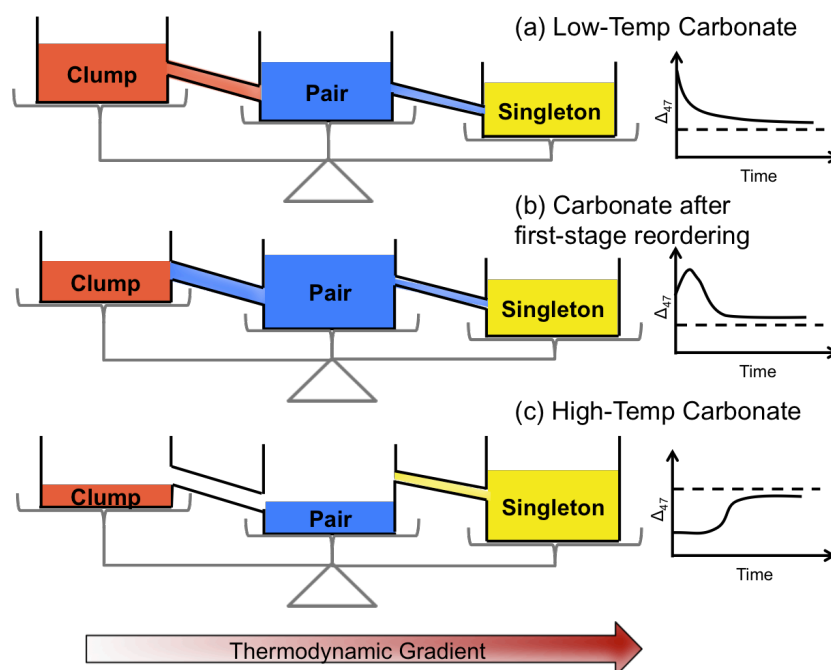 (a) Low-Temp Carbonate
Clump
Pair
Singleton
Δ47
Time
(b) Carbonate after
first-stage reordering
Clump
Pair
Singleton
Δ47
Time
(c) High-Temp Carbonate
Clump
Pair
Singleton
Δ47
Time
Thermodynamic Gradient